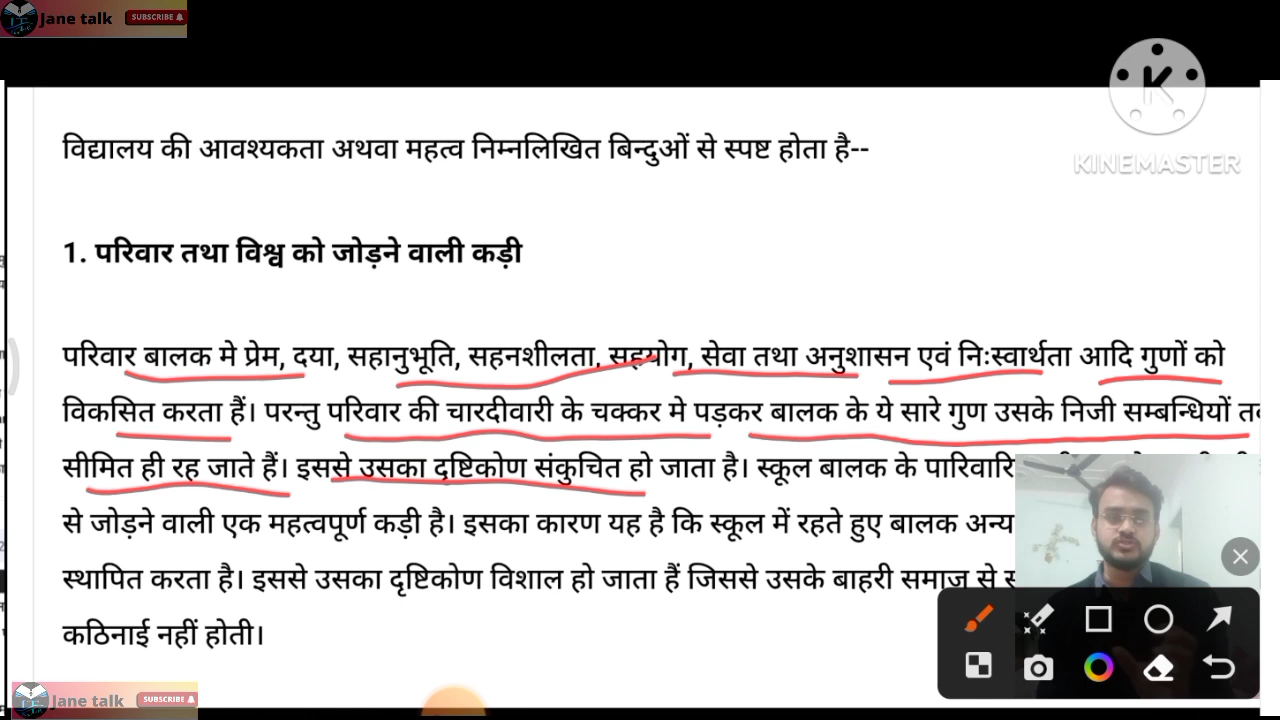 Jane talk SUBSCRIBE
KINEMASTER
विद्यालय की आवश्यकता अथवा महत्व निम्नलिखित बिन्दुओं से स्पष्ट होता है--
1. परिवार तथा विश्व को जोड़ने वाली कड़ी
परिवार बालक मे प्रेम, दया, सहानुभूति, सहनशीलता, सहयोग, सेवा तथा अनुशासन एवं निःस्वार्थता आदि गुणों को
विकसित करता हैं। परन्तु परिवार की चारदीवारी के चक्कर मे पड़कर बालक के ये सारे गुण उसके निजी सम्बन्धियों
सीमित ही रह जाते हैं। इससे उसका दृष्टिकोण संकुचित हो जाता है। स्कूल बालक के
से जोड़ने वाली एक महत्वपूर्ण कड़ी है। इसका कारण यह है कि स्कूल में रहते हुए बालक अन्य
स्थापित करता है। इससे उसका दृष्टिकोण विशाल हो जाता हैं जिससे उसके बाहरी समाज से
कठिनाई नहीं होती।
Jane talk SUBSCRIBE